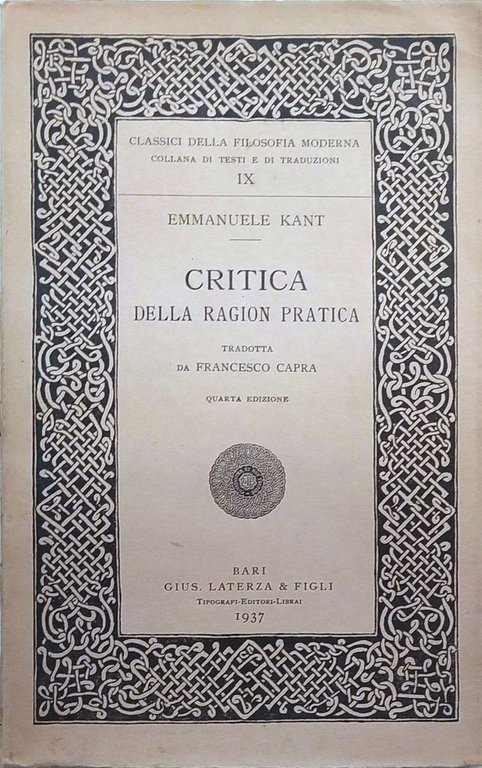 CLASSICI DELLA FILOSOFIA MODERNA
COLLANA DI TESTI E DI TRADUZIONI
IX
EMMANUELE KANT
CRITICA
DELLA RAGION PRATICA
TRADOTTA
DA FRANCESCO CAPRA
QUARTA EDIZIONE
BARI
GIUS. LATERZA & FIGLI
TIPOGRAFI-EDITORI-LIBRAI
1937